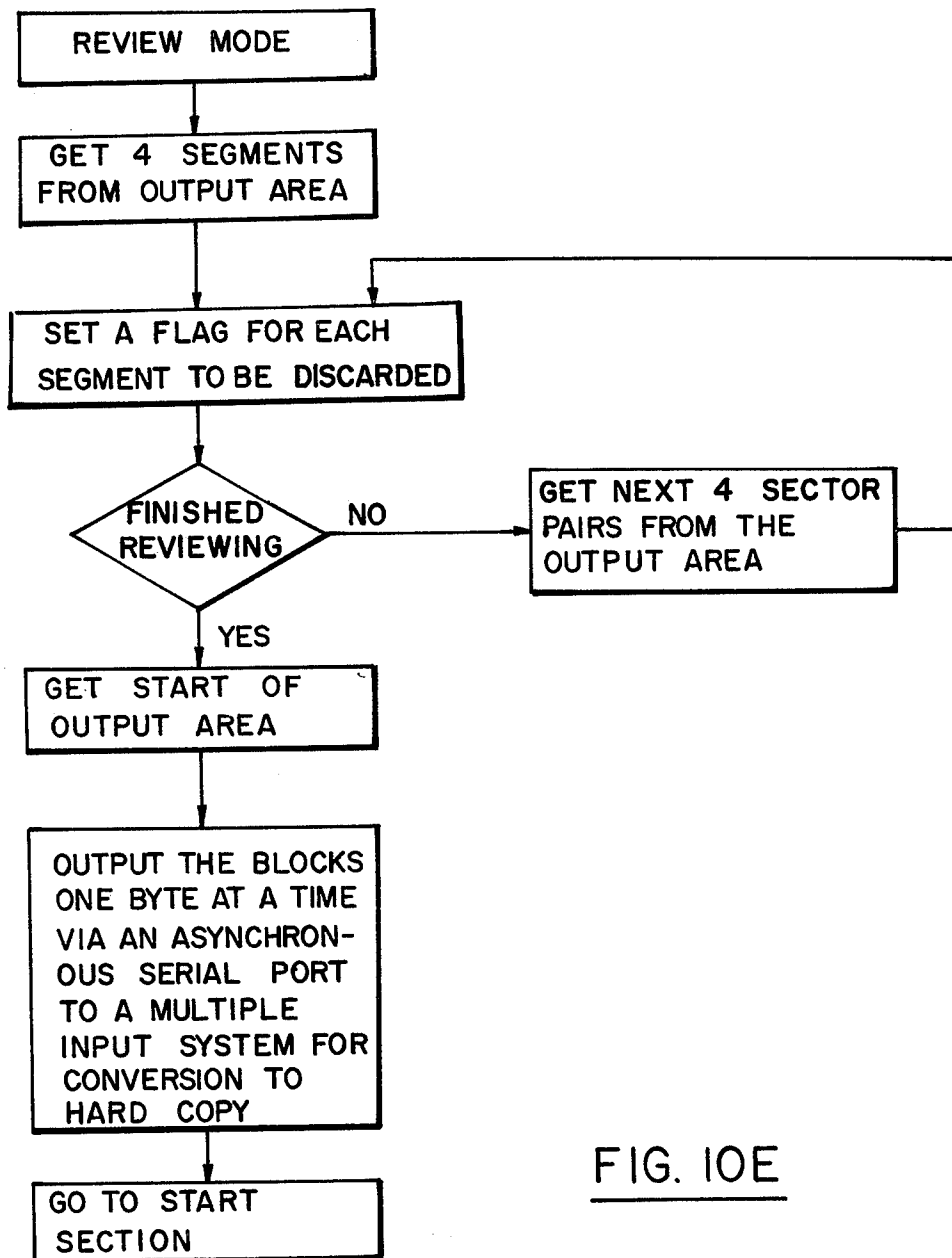 REVIEW MODE
GET 4 SEGMENTS
FROM OUTPUT AREA
SET A FLAG FOR EACH
SEGMENT TO BE DISCARDED
FINISHED
REVIEWING
NO
GET NEXT 4 SECTOR
PAIRS FROM THE
OUTPUT AREA
YES
GET START OF
OUTPUT AREA
OUTPUT THE BLOCKS
ONE BYTE AT A TIME
VIA AN ASYNCHRON-
OUS SERIAL PORT
TO A MULTIPLE
INPUT SYSTEM FOR
CONVERSION TO
HARD COPY
GO TO START
SECTION
FIG. 10E